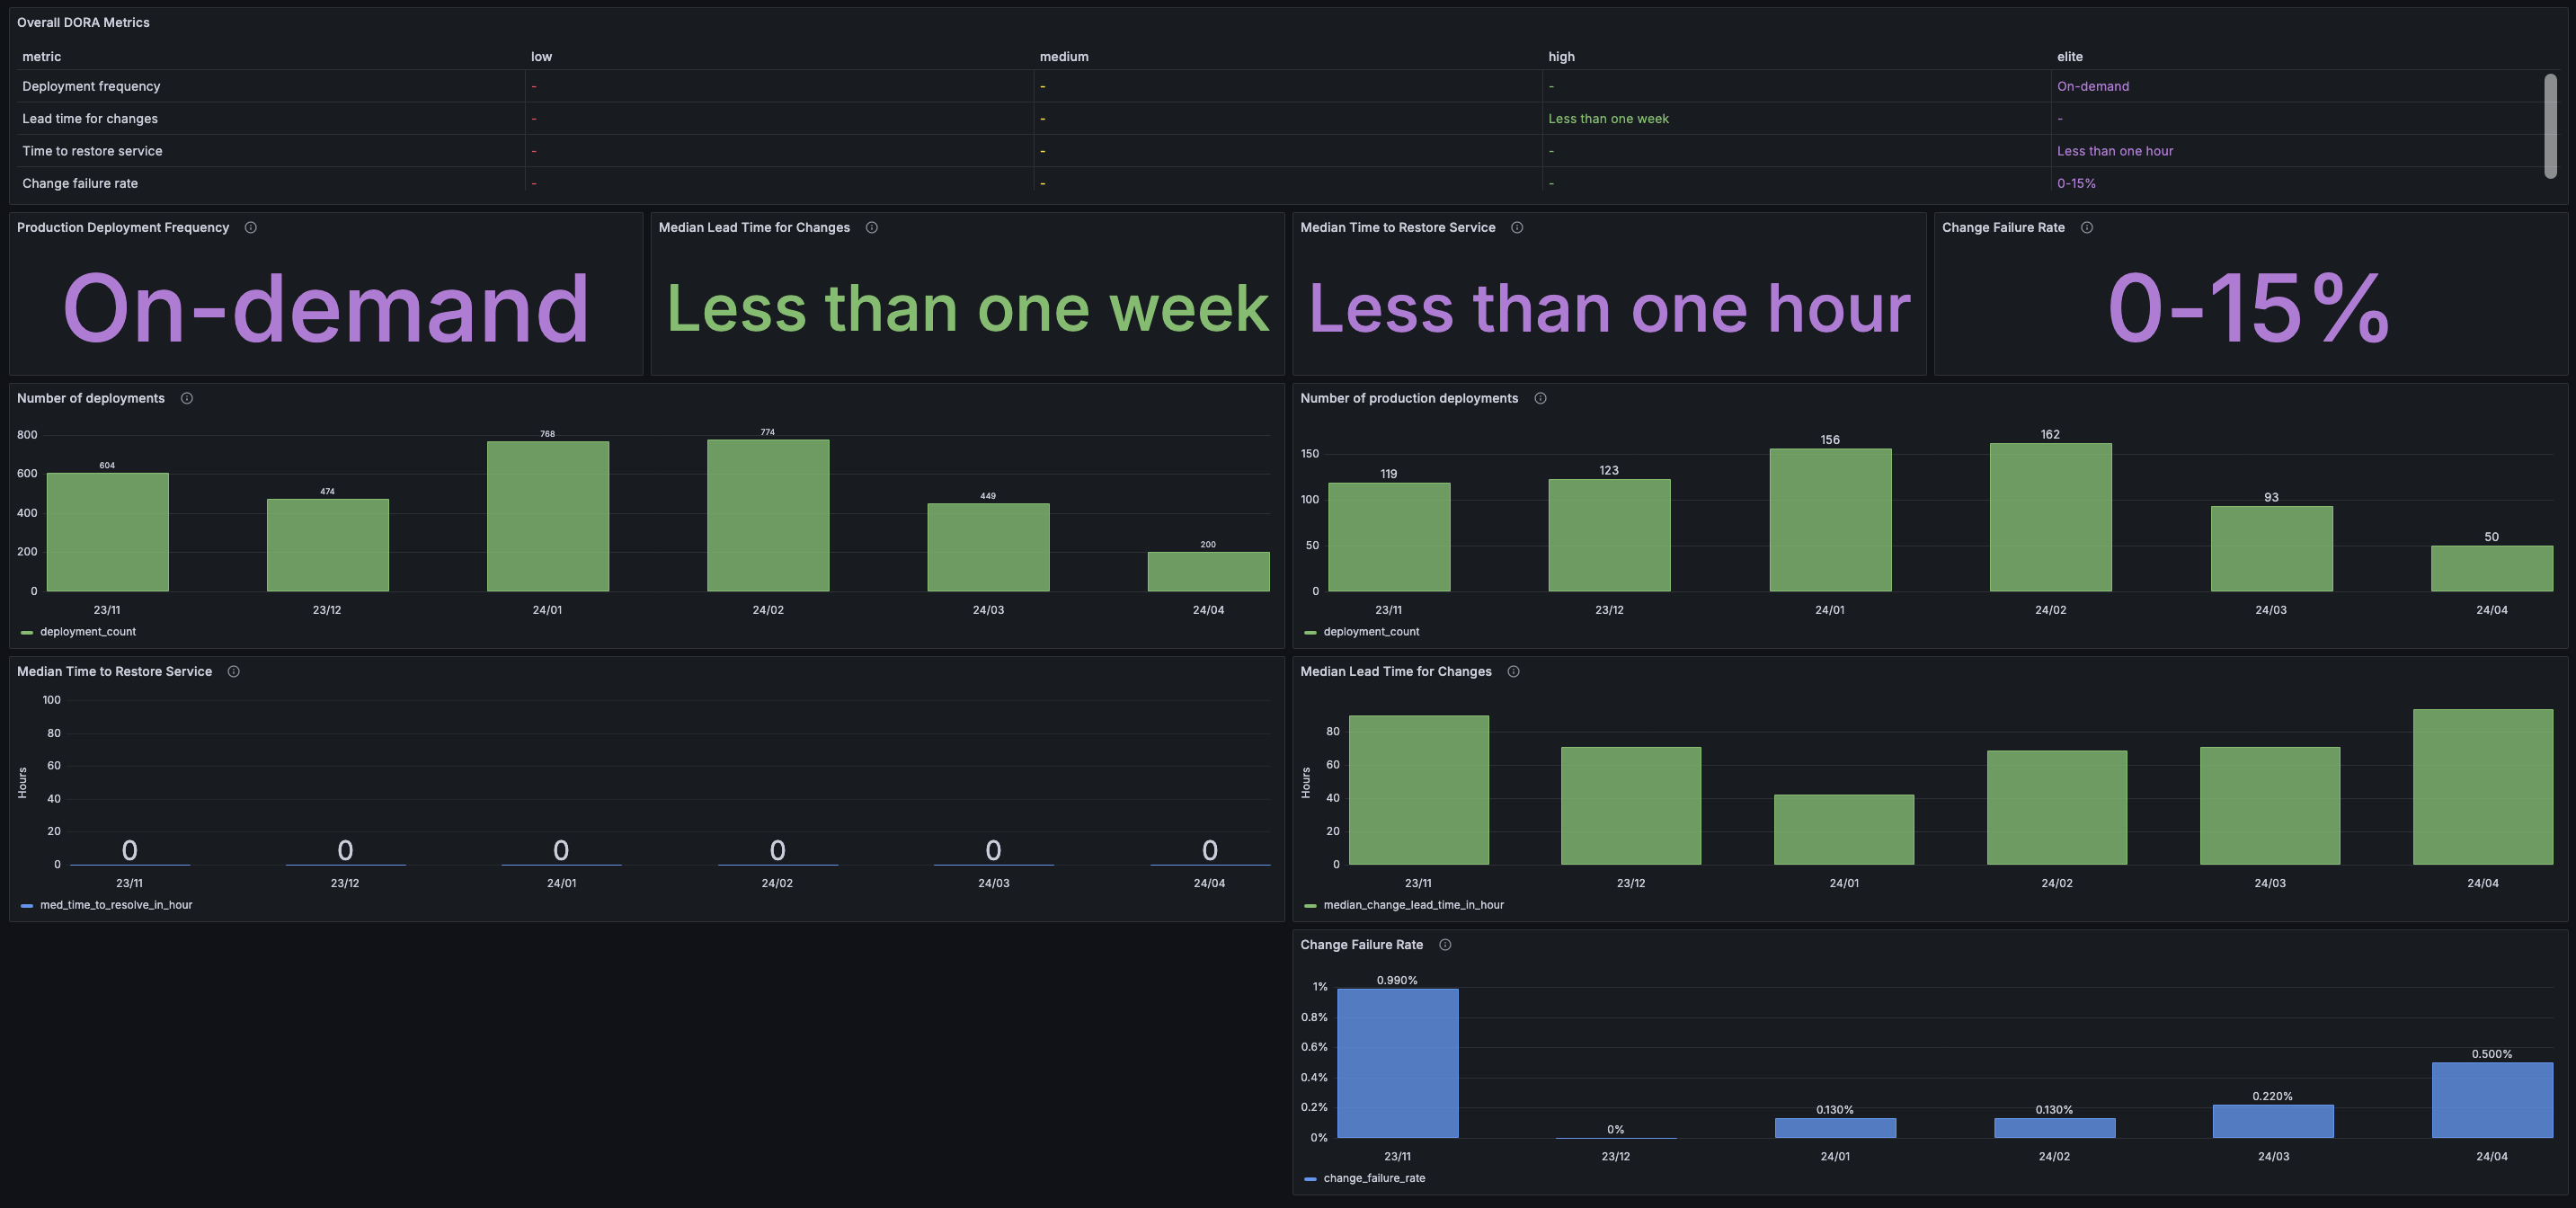 Overall DORA Metrics
metric low medium high elite
Deployment frequency - - - On-demand
Lead time for changes - - Less than one week -
Time to restore service - - - Less than one hour
Change failure rate - - - 0-15%
Production Deployment Frequency
On-demand
Median Lead Time for Changes
Less than one week
Median Time to Restore Service
Less than one hour
Change Failure Rate
0-15%
Number of deployments
800
600
400
200
0
604
474
768
774
449
200
23/11 23/12 24/01 24/02 24/03 24/04
deployment_count
Number of production deployments
150
100
50
0
119
123
156
162
93
50
23/11 23/12 24/01 24/02 24/03 24/04
deployment_count
Median Time to Restore Service
Hours
100
80
60
40
20
0
0 0 0 0 0 0
23/11 23/12 24/01 24/02 24/03 24/04
med_time_to_resolve_in_hour
Median Lead Time for Changes
Hours
80
60
40
20
0
23/11 23/12 24/01 24/02 24/03 24/04
median_change_lead_time_in_hour
Change Failure Rate
1%
0.8%
0.6%
0.4%
0.2%
0%
0.990%
0%
0.130%
0.130%
0.220%
0.500%
23/11 23/12 24/01 24/02 24/03 24/04
change_failure_rate